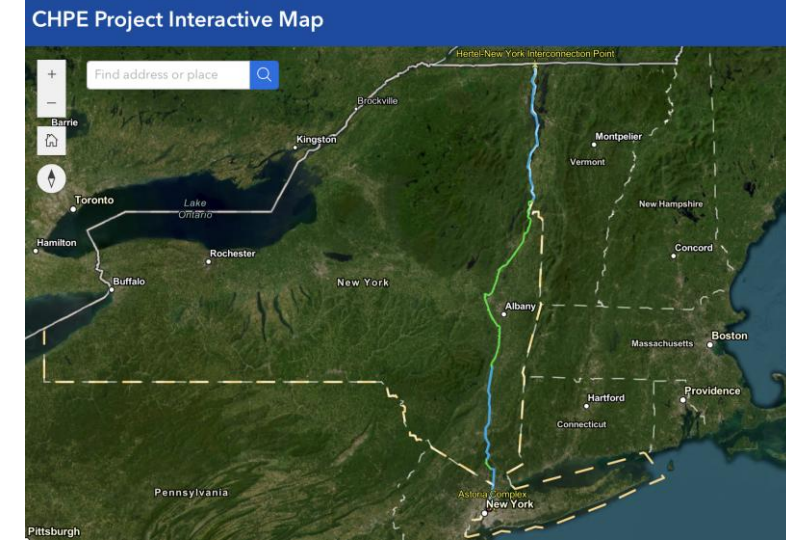 CHPE Project Interactive Map
Hertel-New York Interconnection Point
+
Find address or place
−
Brockville
Barrie
Kingston
Montpelier
Vermont
Toronto
Lake
Ontario
New Hampshire
Hamilton
Concord
Rochester
Buffalo
New York
Albany
Boston
Massachusetts
Providence
Hartford
Connecticut
Pennsylvania
Astoria Complex
New York
Pittsburgh